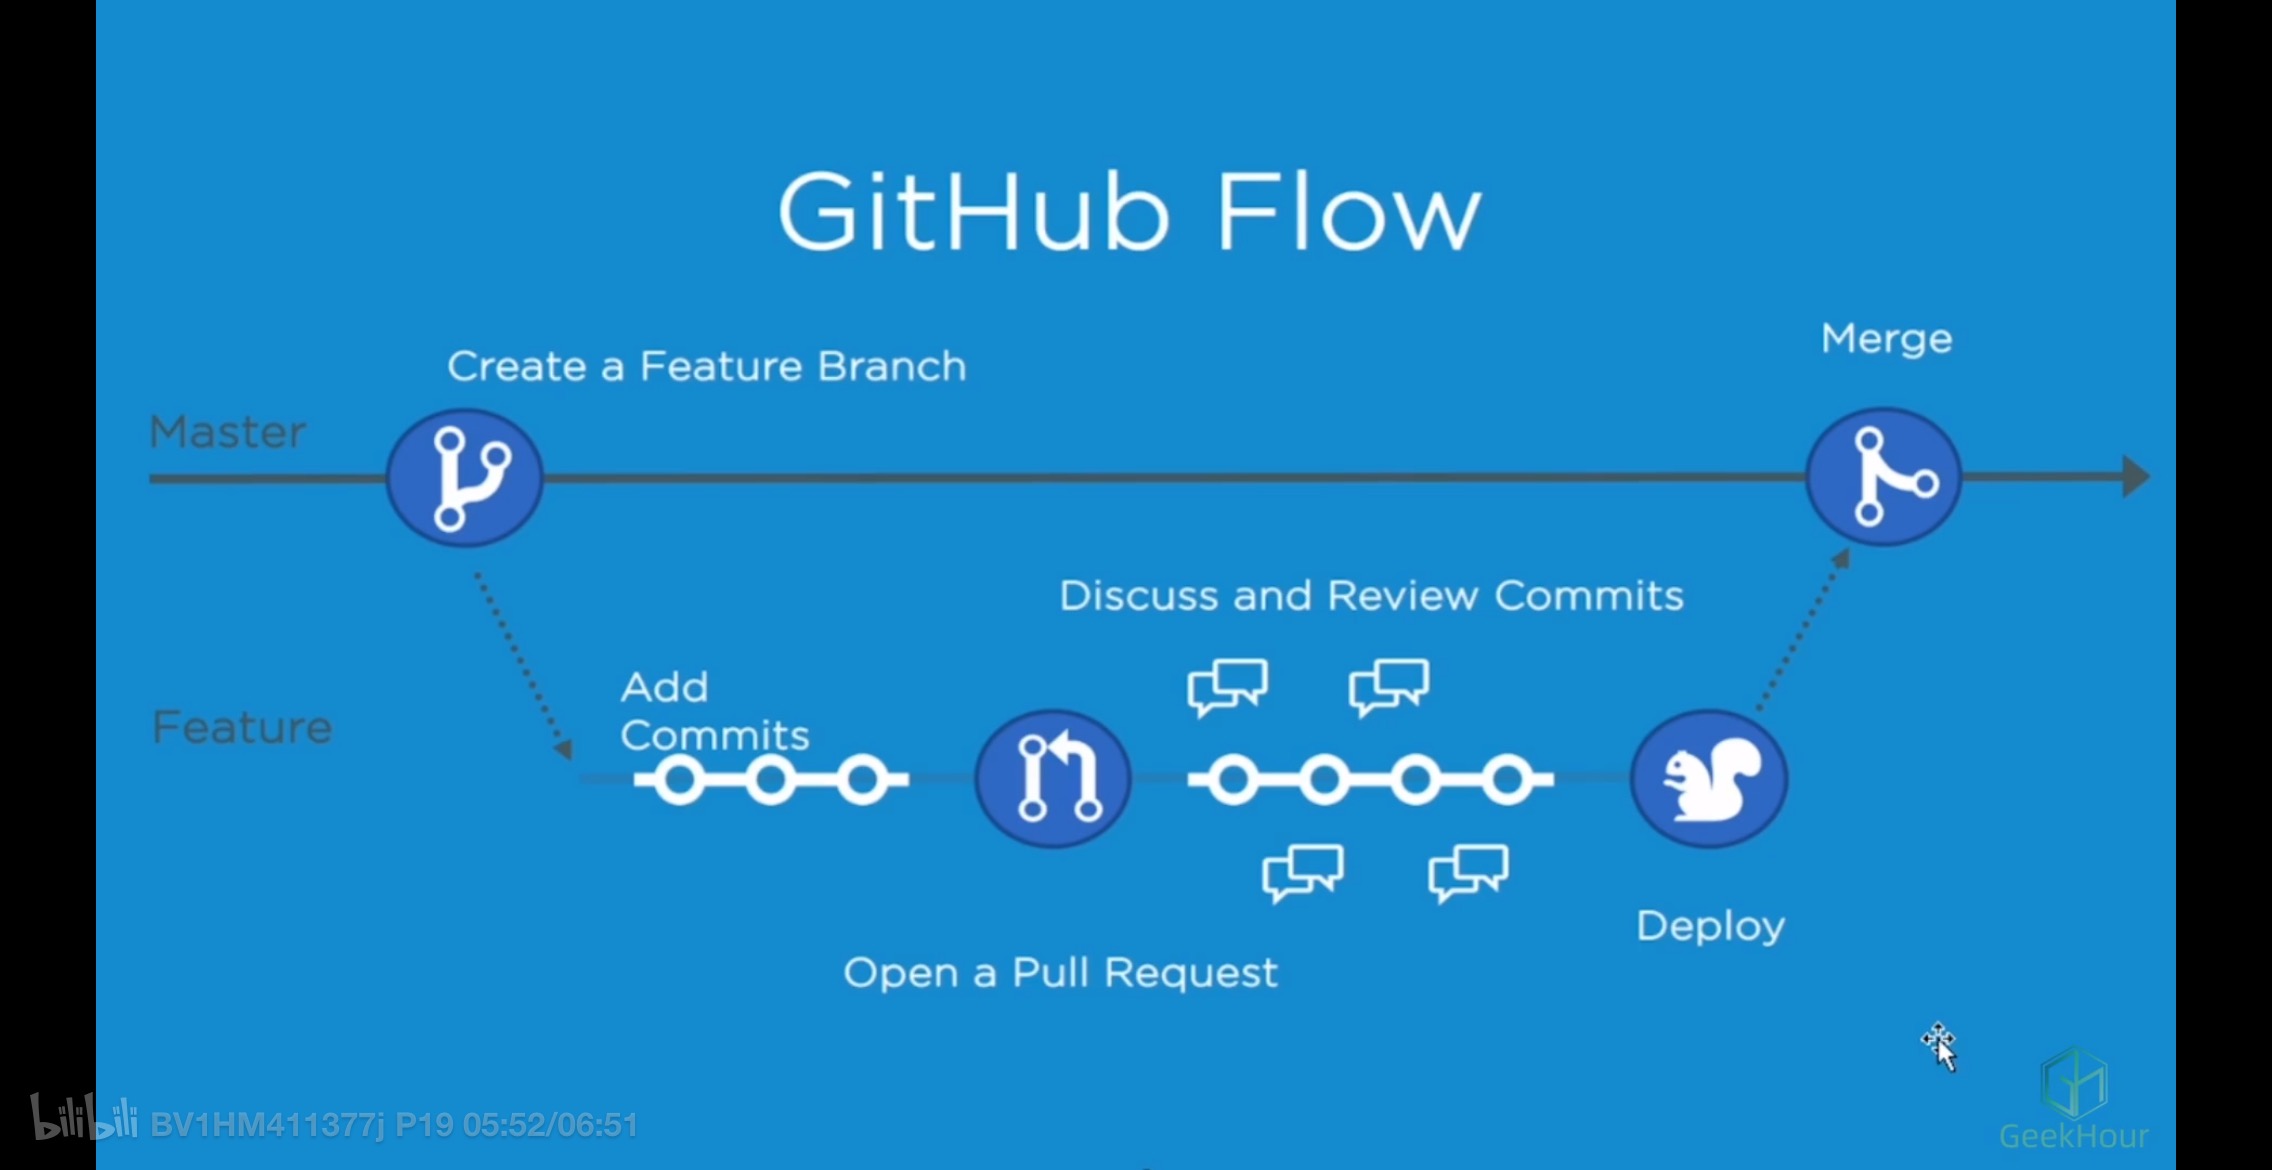 GitHub Flow
Create a Feature Branch
Merge
Master
Discuss and Review Commits
Add
Commits
Feature
Deploy
Open a Pull Request
bilibili BV1HM411377j P19 05:52/06:51
GeekHour